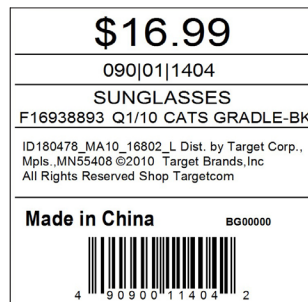 $16.99
090|01|1404
SUNGLASSES
F16938893 Q1/10 CATS GRADLE-BK
ID180478_MA10_16802_L Dist. by Target Corp.,
Mpls.,MN55408 ©2010 Target Brands,Inc
All Rights Reserved Shop Targetcom
Made in China BG00000
4 90900 11404 2